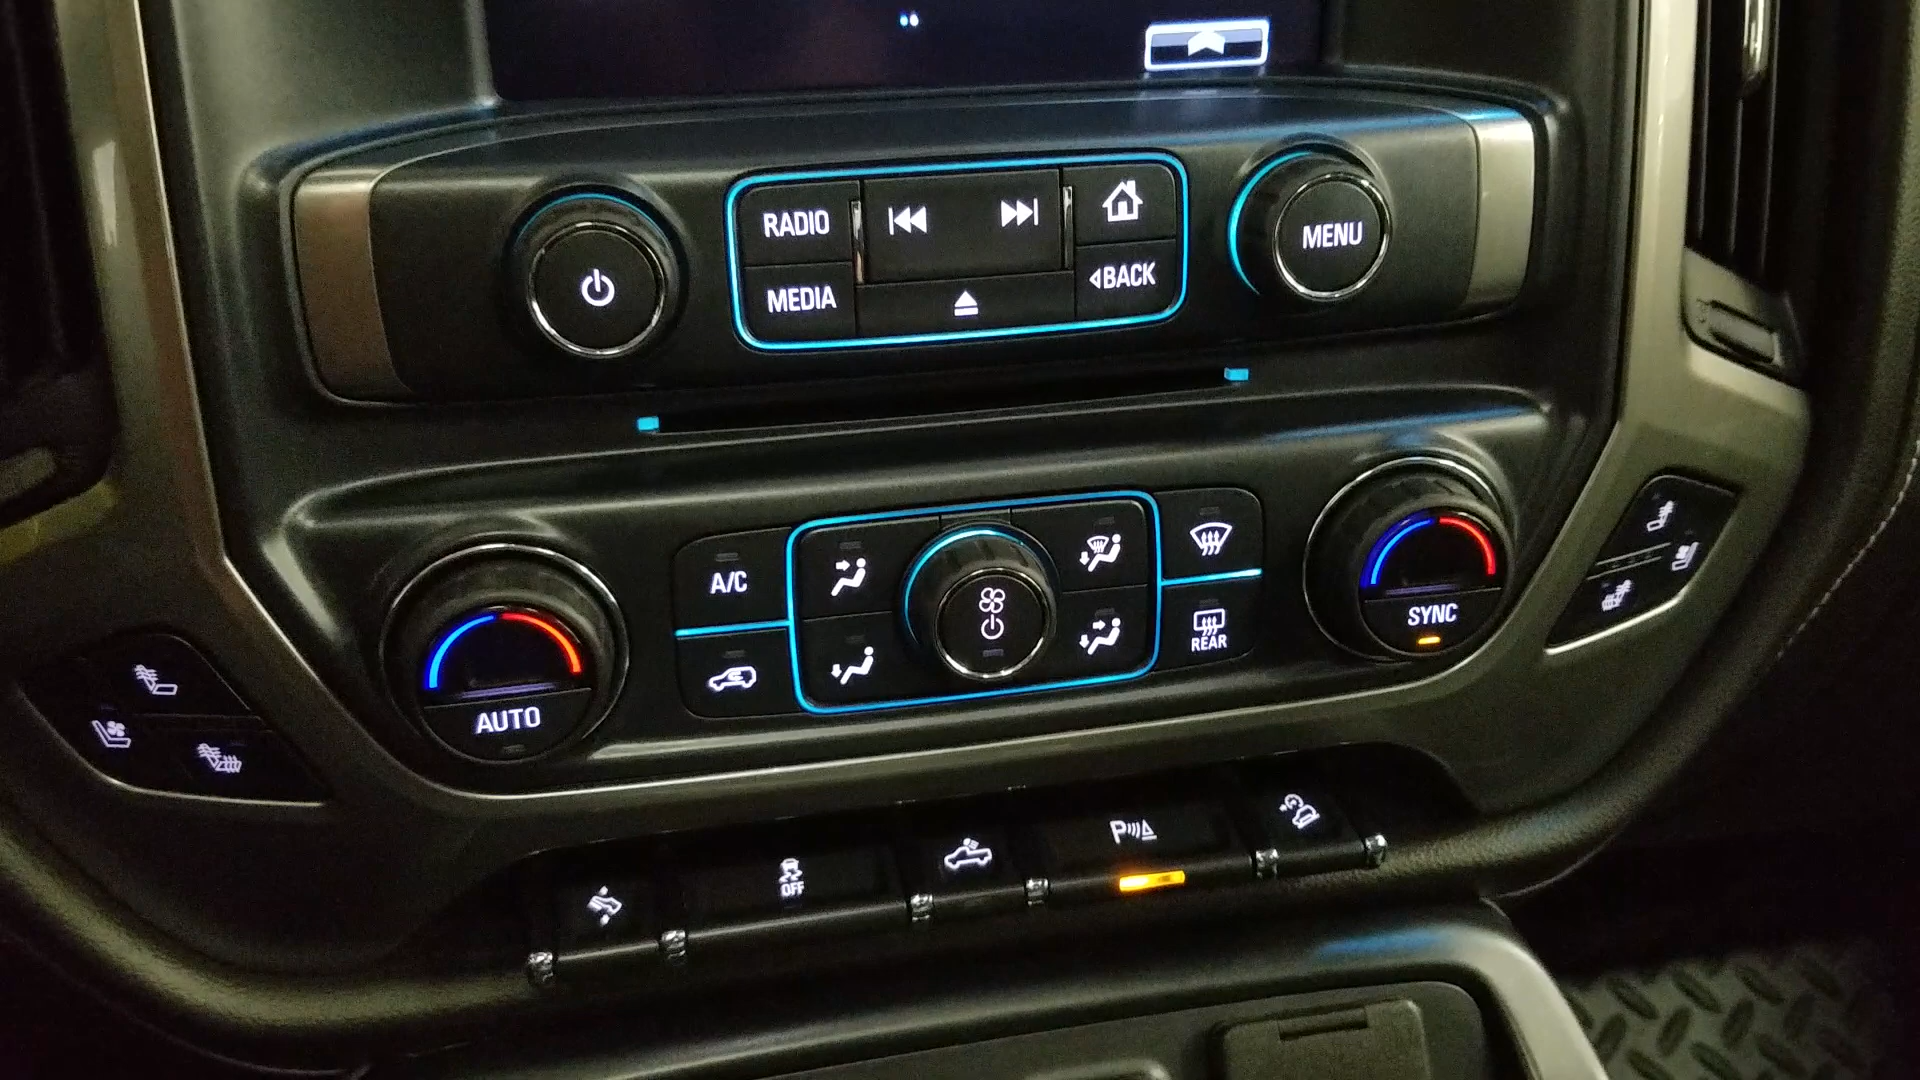 RADIO
MEDIA
BACK
MENU
A/C
AUTO
REAR
SYNC
OFF
P